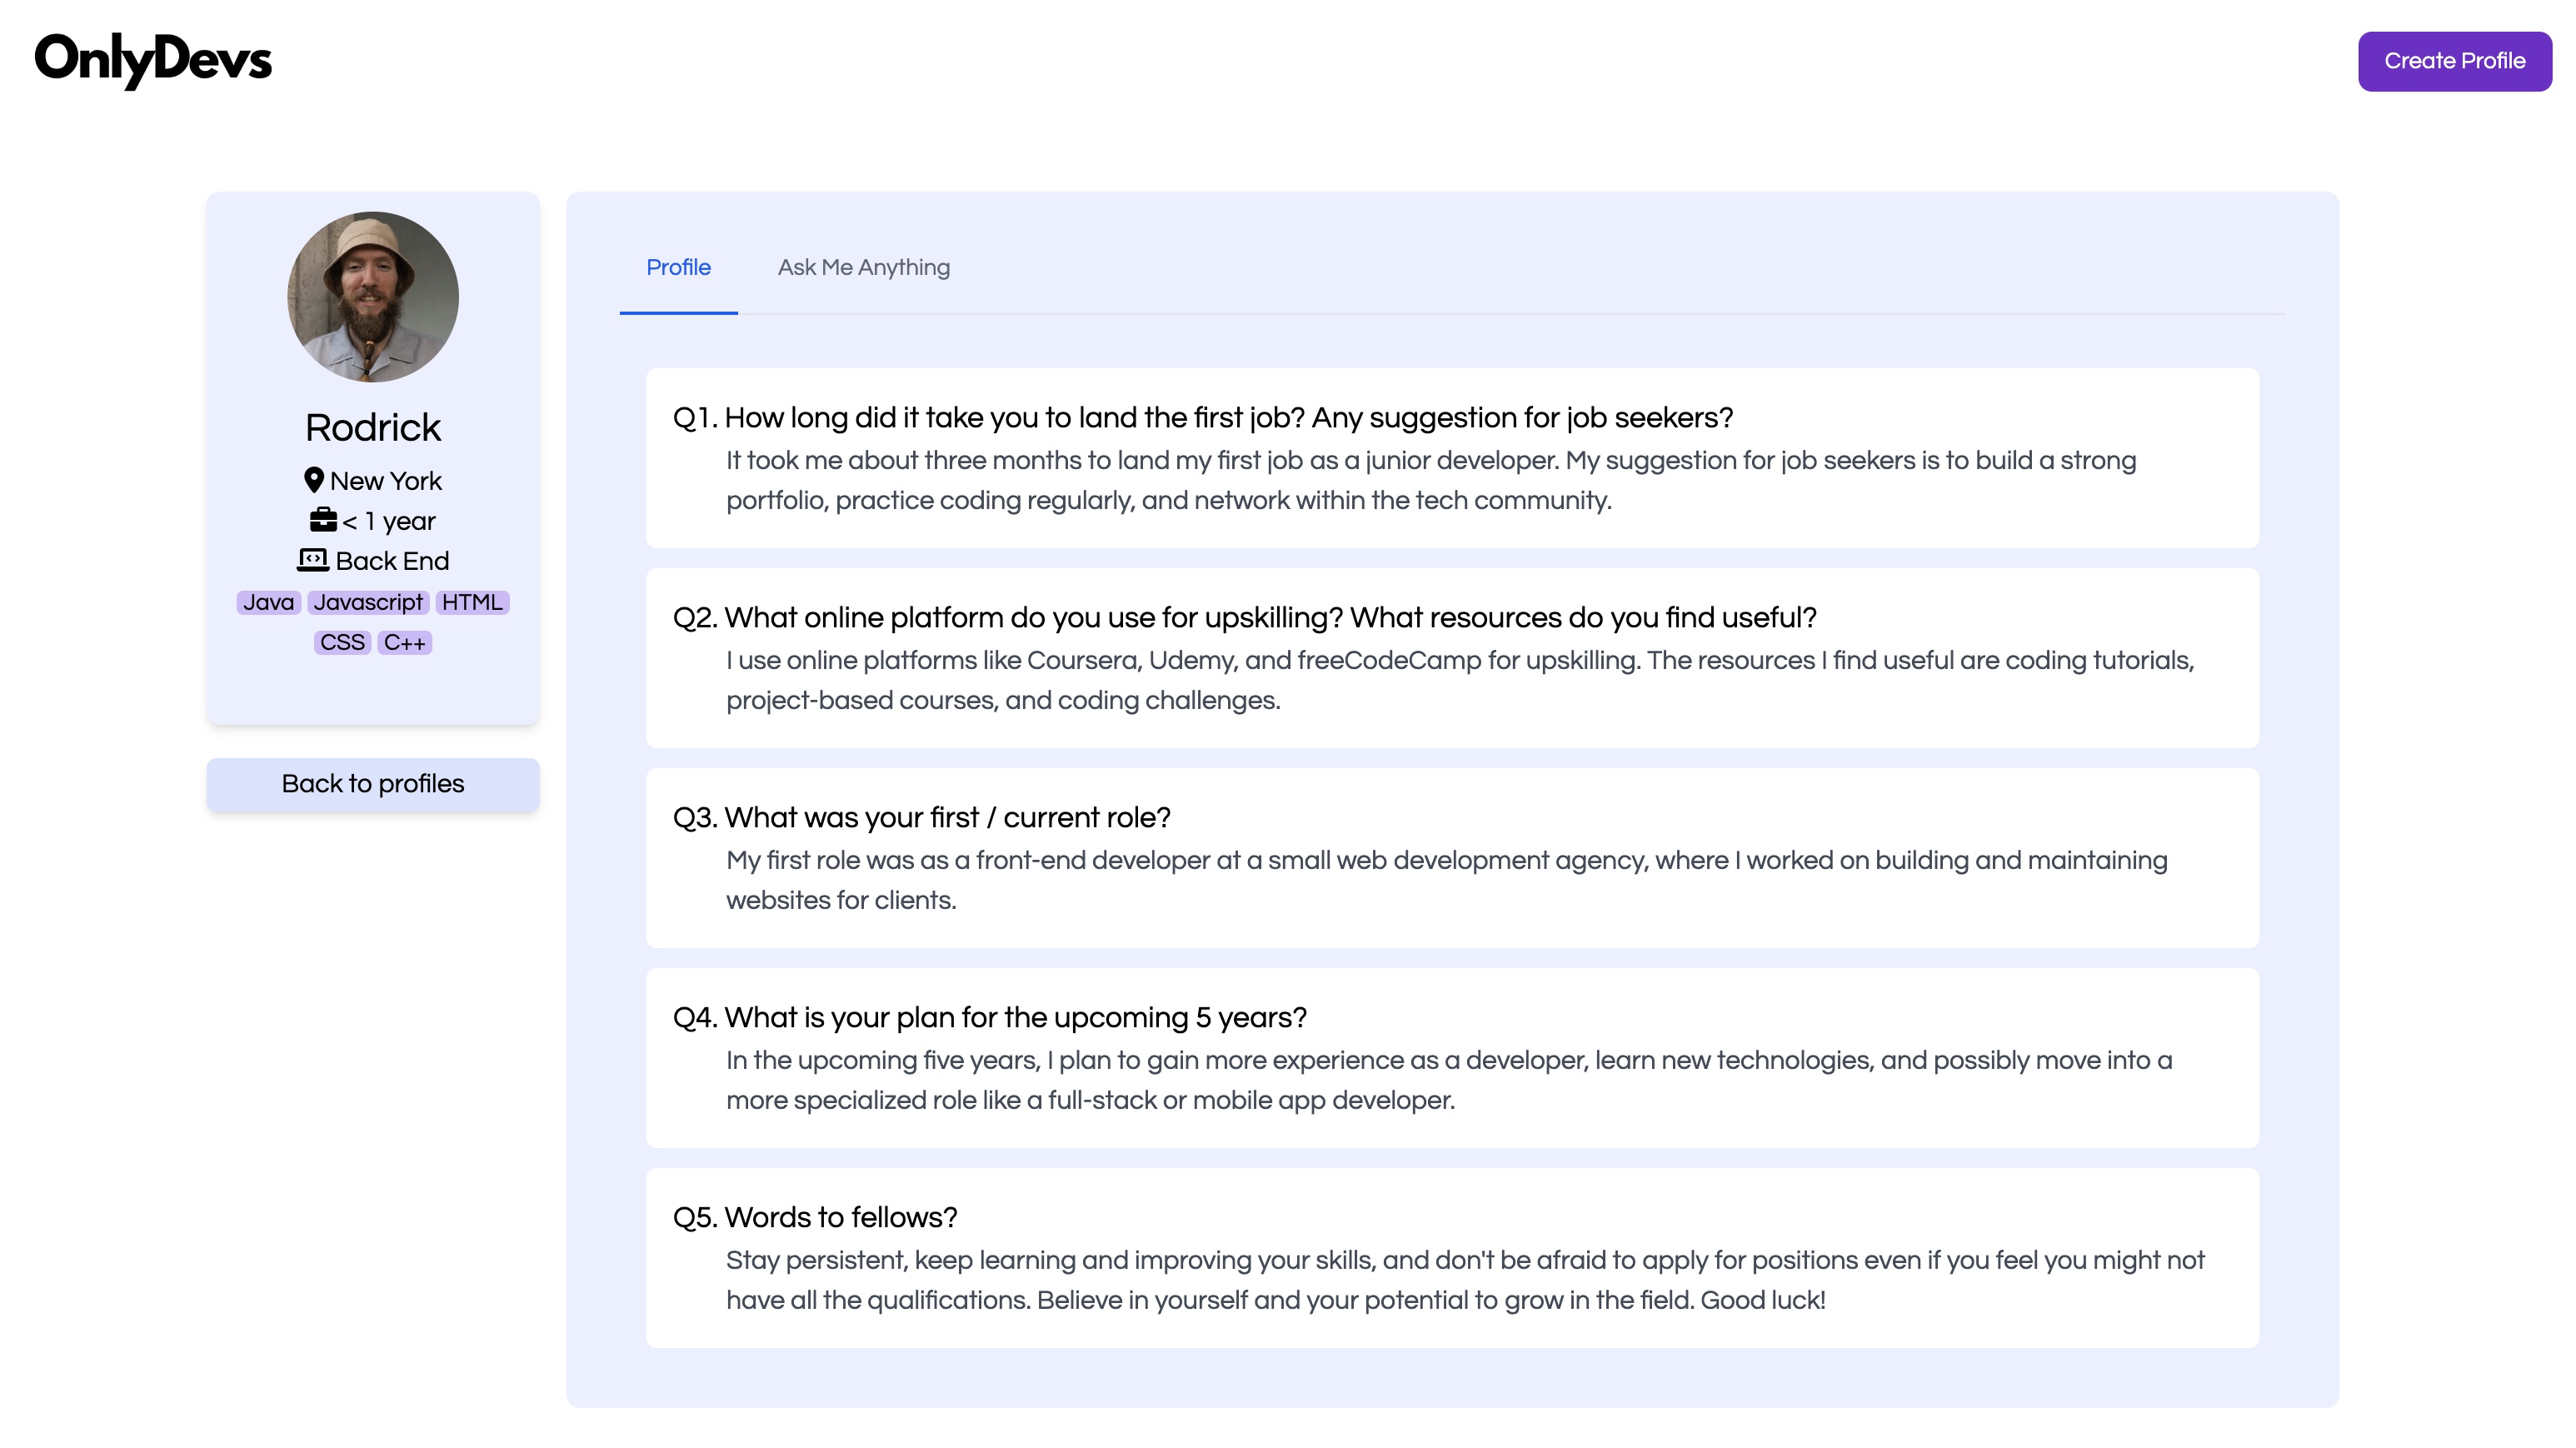 OnlyDevs
Create Profile
Rodrick
New York
< 1 year
Back End
Java Javascript HTML
CSS C++
Back to profiles
Profile Ask Me Anything
Q1. How long did it take you to land the first job? Any suggestion for job seekers?
It took me about three months to land my first job as a junior developer. My suggestion for job seekers is to build a strong
portfolio, practice coding regularly, and network within the tech community.
Q2. What online platform do you use for upskilling? What resources do you find useful?
I use online platforms like Coursera, Udemy, and freeCodeCamp for upskilling. The resources I find useful are coding tutorials,
project-based courses, and coding challenges.
Q3. What was your first / current role?
My first role was as a front-end developer at a small web development agency, where I worked on building and maintaining
websites for clients.
Q4. What is your plan for the upcoming 5 years?
In the upcoming five years, I plan to gain more experience as a developer, learn new technologies, and possibly move into a
more specialized role like a full-stack or mobile app developer.
Q5. Words to fellows?
Stay persistent, keep learning and improving your skills, and don't be afraid to apply for positions even if you feel you might not
have all the qualifications. Believe in yourself and your potential to grow in the field. Good luck!